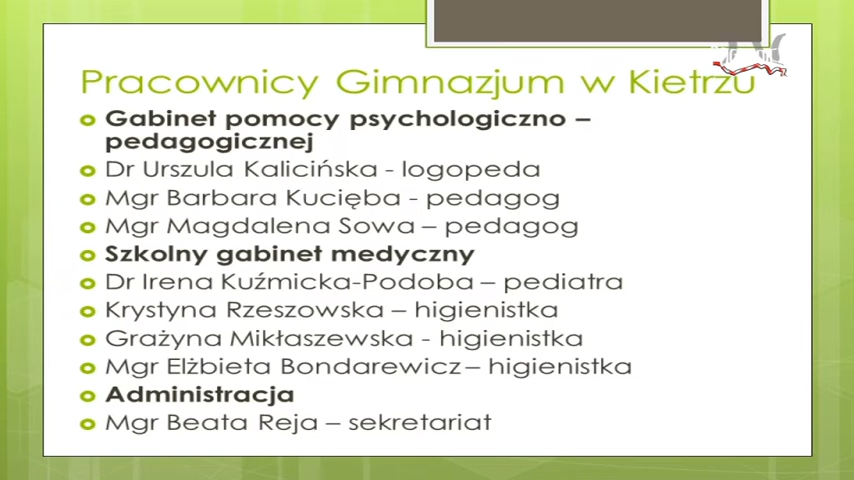 Pracownicy Gimnazjum w Kietrzu
Gabinet pomocy psychologiczno –
pedagogicznej
Dr Urszula Kalicińska - logopeda
Mgr Barbara Kucięba - pedagog
Mgr Magdalena Sowa – pedagog
Szkolny gabinet medyczny
Dr Irena Kuźmicka-Podoba – pediatra
Krystyna Rzeszowska – higienistka
Grażyna Mikłaszewska - higienistka
Mgr Elżbieta Bondarewicz – higienistka
Administracja
Mgr Beata Reja – sekretariat